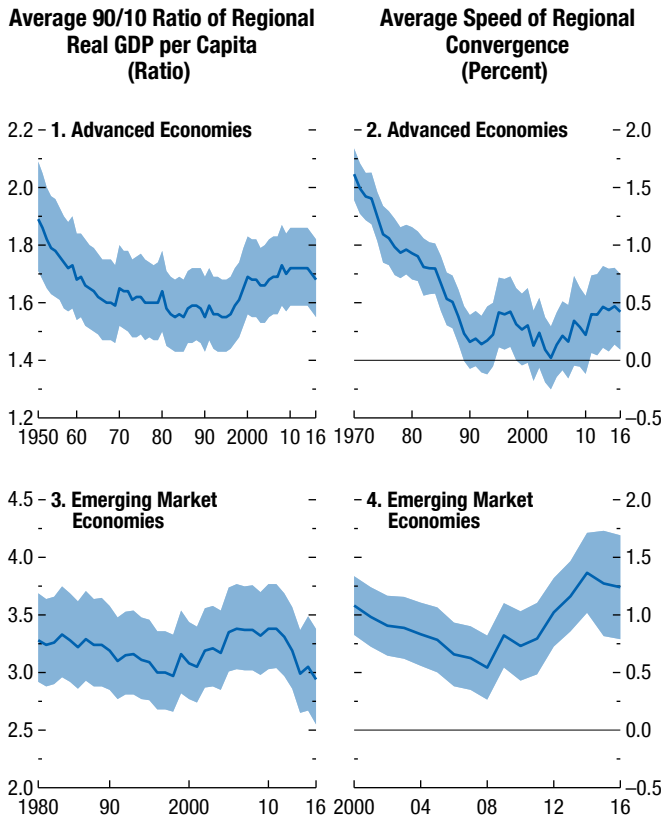 Average 90/10 Ratio of Regional
Real GDP per Capita
(Ratio)
Average Speed of Regional
Convergence
(Percent)
1. Advanced Economies
2.2
2.0
1.8
1.6
1.4
1.2
1950 60 70 80 90 2000 10 16
2. Advanced Economies
2.0
1.5
1.0
0.5
0.0
–0.5
1970 80 90 2000 10 16
3. Emerging Market
Economies
4.5
4.0
3.5
3.0
2.5
2.0
1980 90 2000 10 16
4. Emerging Market
Economies
2.0
1.5
1.0
0.5
0.0
–0.5
2000 04 08 12 16